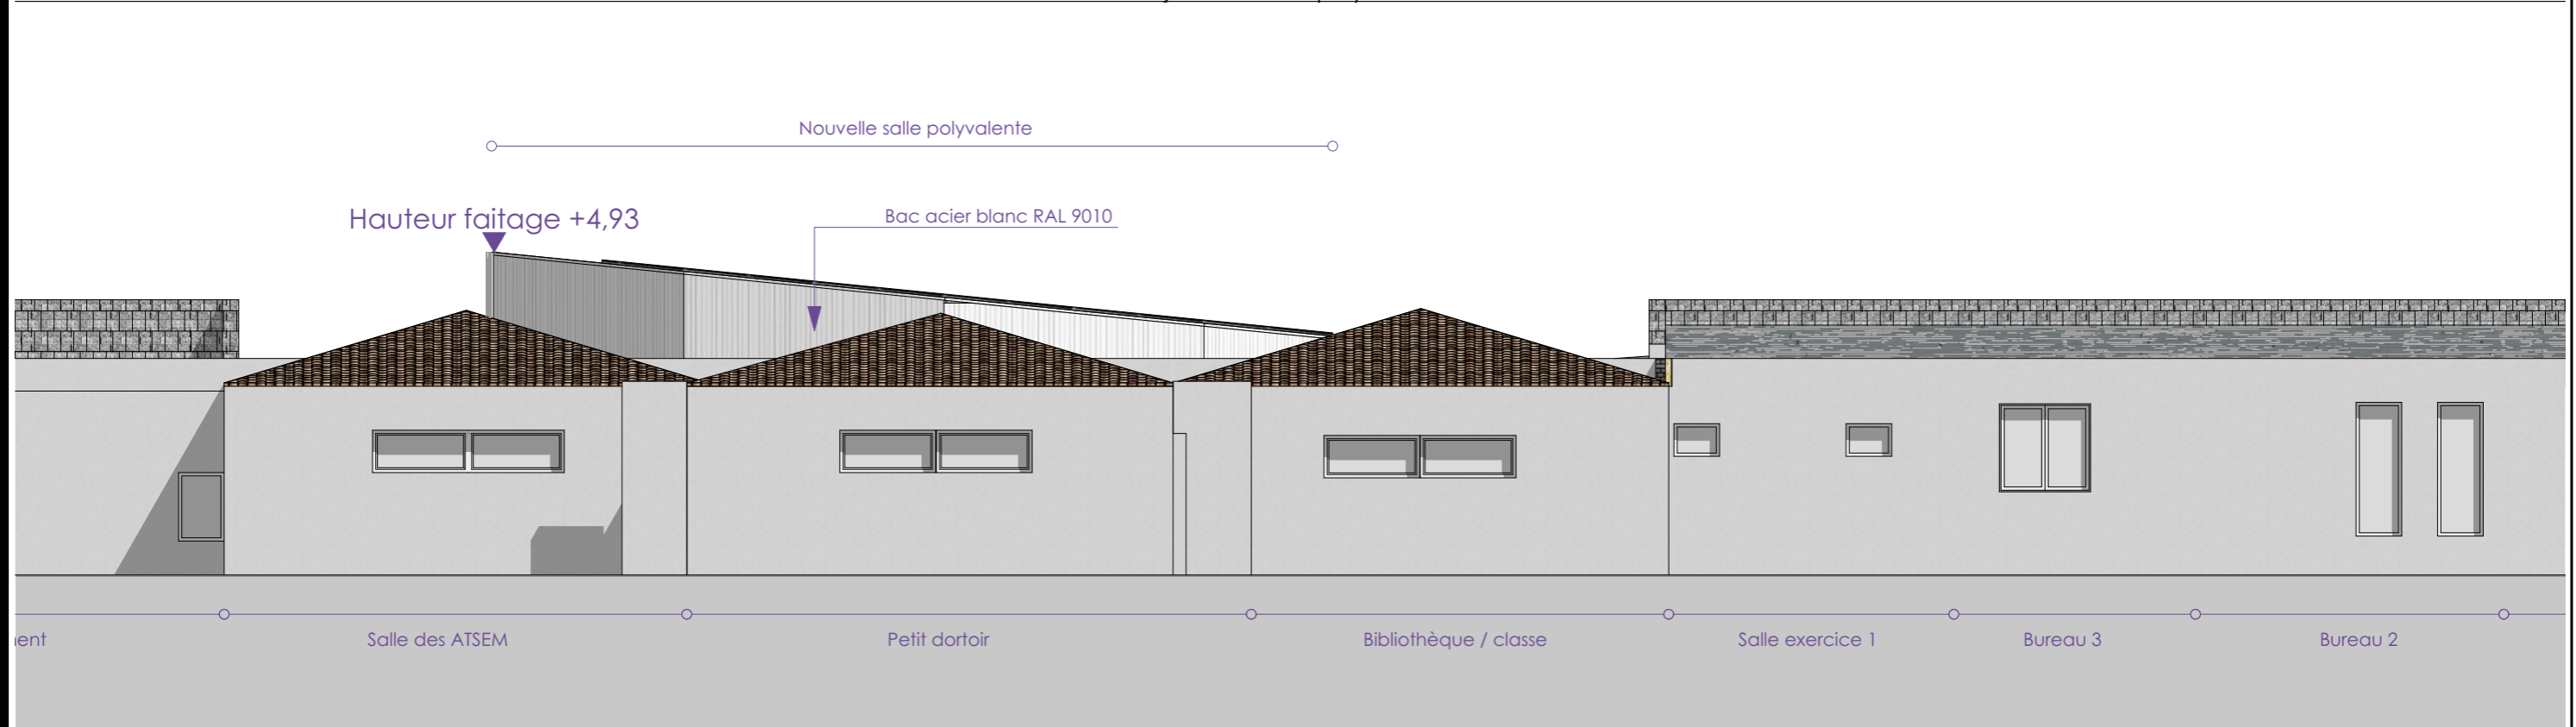 Nouvelle salle polyvalente
Hauteur faitage +4,93
Bac acier blanc RAL 9010
Salle des ATSEM
Petit dortoir
Bibliothèque / classe
Salle exercice 1
Bureau 3
Bureau 2